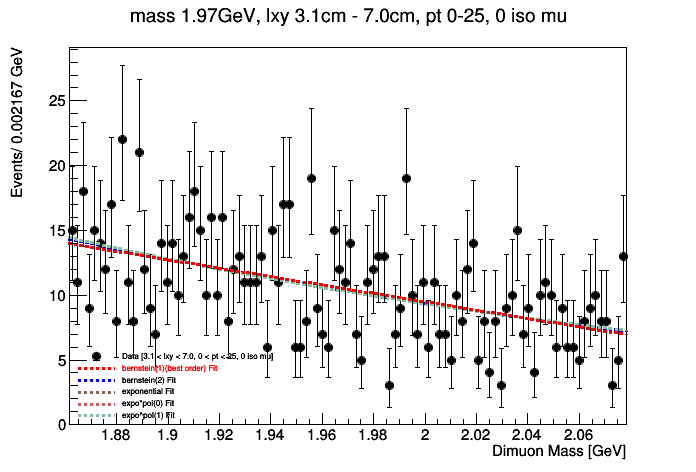 mass 1.97GeV, lxy 3.1cm - 7.0cm, pt 0-25, 0 iso mu
Events/ 0.002167 GeV
25
20
15
10
5
0
Data [3.1 < lxy < 7.0, 0 < pt < 25, 0 iso mu]
bernstein(1)(best order) Fit
bernstein(2) Fit
exponential Fit
expo*pol(0) Fit
expo*pol(1) Fit
1.88 1.9 1.92 1.94 1.96 1.98 2 2.02 2.04 2.06
Dimuon Mass [GeV]